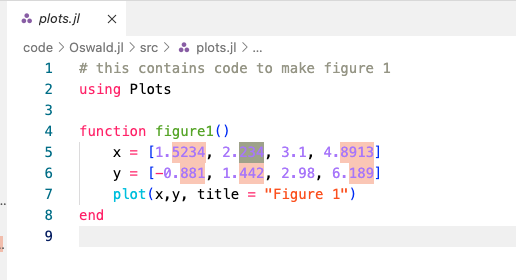 plots.jl ×
code > Oswald.jl > src > plots.jl > ...
1 # this contains code to make figure 1
2 using Plots
3
4 function figure1()
5     x = [1.5234, 2.234, 3.1, 4.8913]
6     y = [-0.881, 1.442, 2.98, 6.189]
7     plot(x,y, title = "Figure 1")
8 end
9